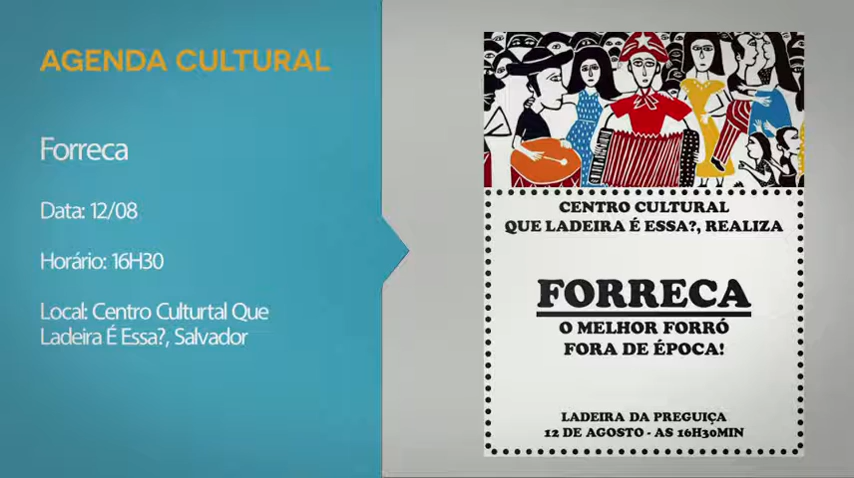 AGENDA CULTURAL
Forreca
Data: 12/08
Horário: 16H30
Local: Centro Culturtal Que
Ladeira É Essa?, Salvador
CENTRO CULTURAL
QUE LADEIRA É ESSA?, REALIZA
FORRECA
O MELHOR FORRÓ
FORA DE ÉPOCA!
LADEIRA DA PREGUIÇA
12 DE AGOSTO - AS 16H30MIN